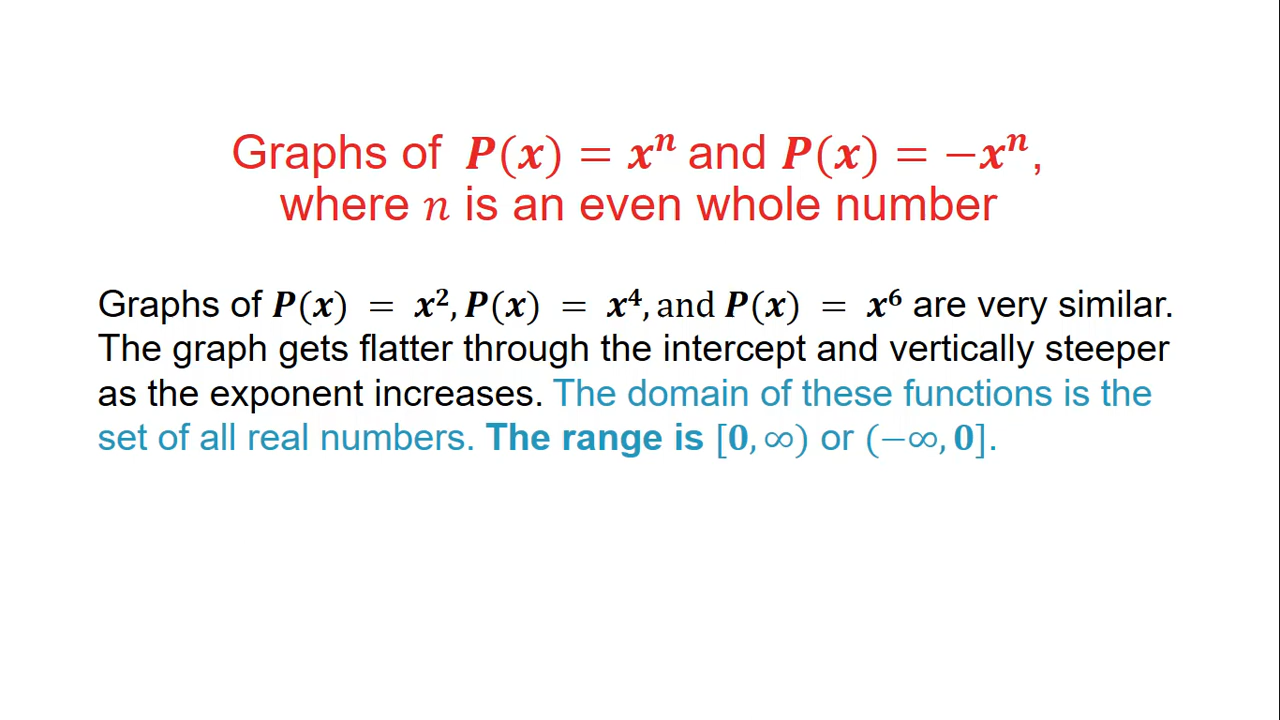 Graphs of P(x) = xⁿ and P(x) = −xⁿ,
where n is an even whole number
Graphs of P(x) = x², P(x) = x⁴, and P(x) = x⁶ are very similar.
The graph gets flatter through the intercept and vertically steeper
as the exponent increases. The domain of these functions is the
set of all real numbers. The range is [0, ∞) or (−∞, 0].